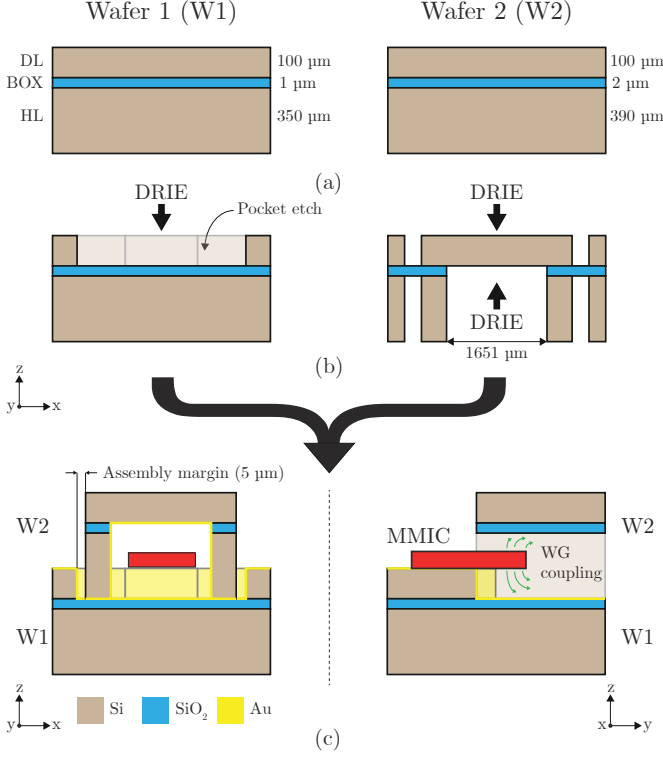 Wafer 1 (W1)
Wafer 2 (W2)
DL
100 µm
100 µm
BOX
1 µm
2 µm
HL
350 µm
390 µm
(a)
DRIE
DRIE
Pocket etch
DRIE
1651 µm
(b)
z
y
x
Assembly margin (5 µm)
W2
MMIC
W2
WG
coupling
W1
W1
z
y
x
Si
SiO₂
Au
z
x
y
(c)